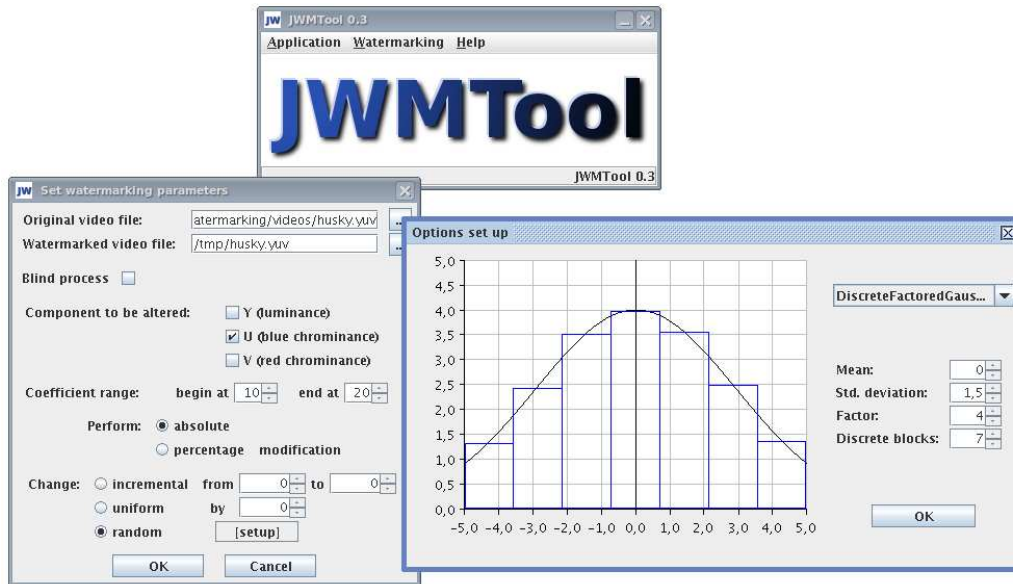 JW JWMTool 0.3
Application Watermarking Help
JWMTool
JWMTool 0.3
JW Set watermarking parameters
Original video file: atermarking/videos/husky.yuv ...
Watermarked video file: /tmp/husky.yuv ...
Blind process
Component to be altered: Y (luminance)
U (blue chrominance)
V (red chrominance)
Coefficient range: begin at 10 end at 20
Perform: absolute
percentage modification
Change: incremental from 0 to 0
uniform by 0
random [setup]
OK Cancel
Options set up
5,0
4,5
4,0
3,5
3,0
2,5
2,0
1,5
1,0
0,5
0,0
-5,0 -4,0 -3,0 -2,0 -1,0 0,0 1,0 2,0 3,0 4,0 5,0
DiscreteFactoredGaus...
Mean: 0
Std. deviation: 1,5
Factor: 4
Discrete blocks: 7
OK